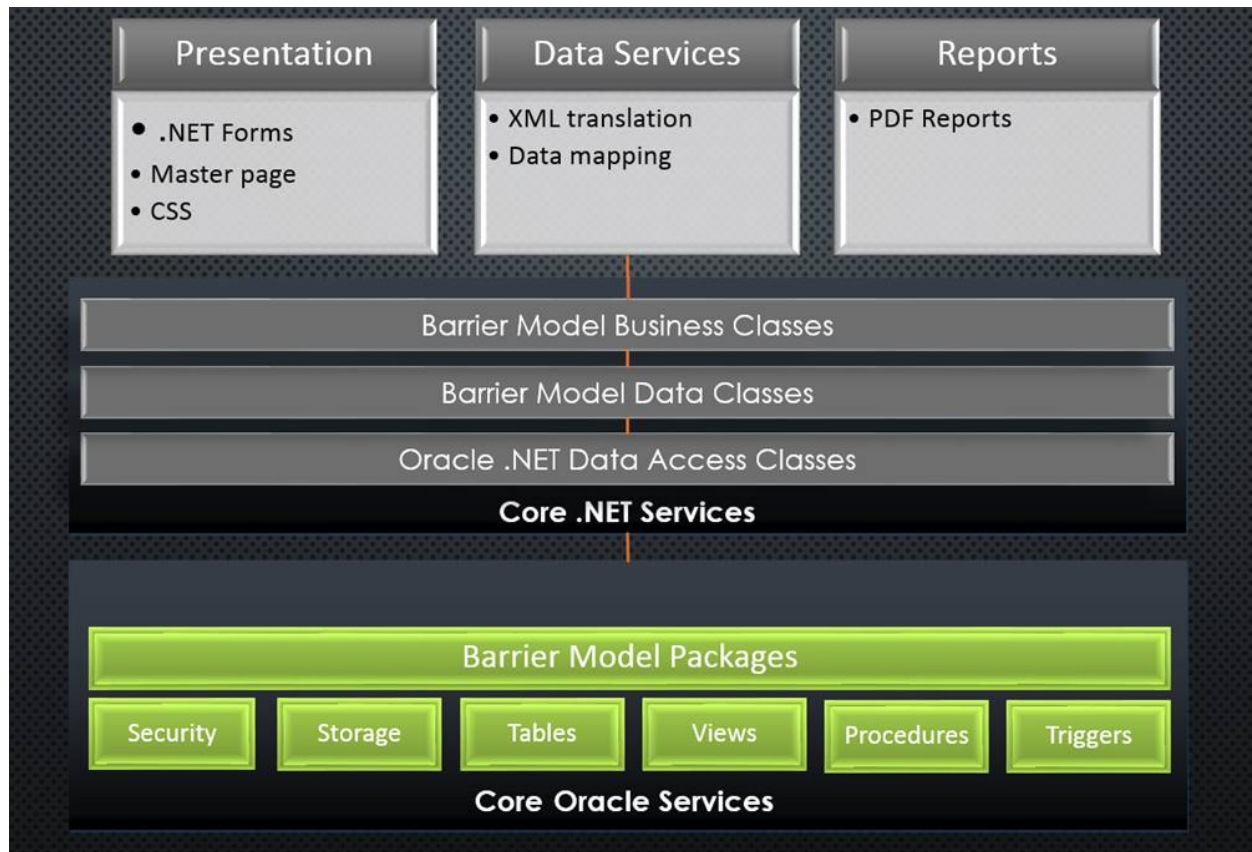 Presentation
Data Services
Reports
• .NET Forms
• Master page
• CSS
• XML translation
• Data mapping
• PDF Reports
Barrier Model Business Classes
Barrier Model Data Classes
Oracle .NET Data Access Classes
Core .NET Services
Barrier Model Packages
Security
Storage
Tables
Views
Procedures
Triggers
Core Oracle Services